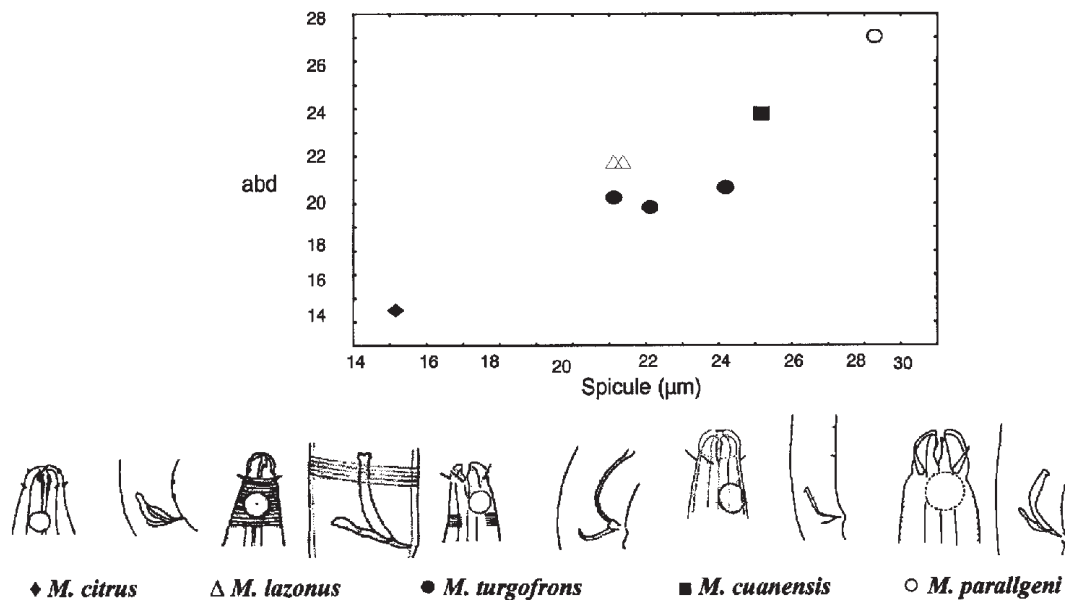 28
26
24
22
abd
20
18
16
14
14 16 18 20 22 24 26 28 30
Spicule (µm)
♦ M. citrus △ M. lazonus ● M. turgofrons ■ M. cuanensis ○ M. parallgeni